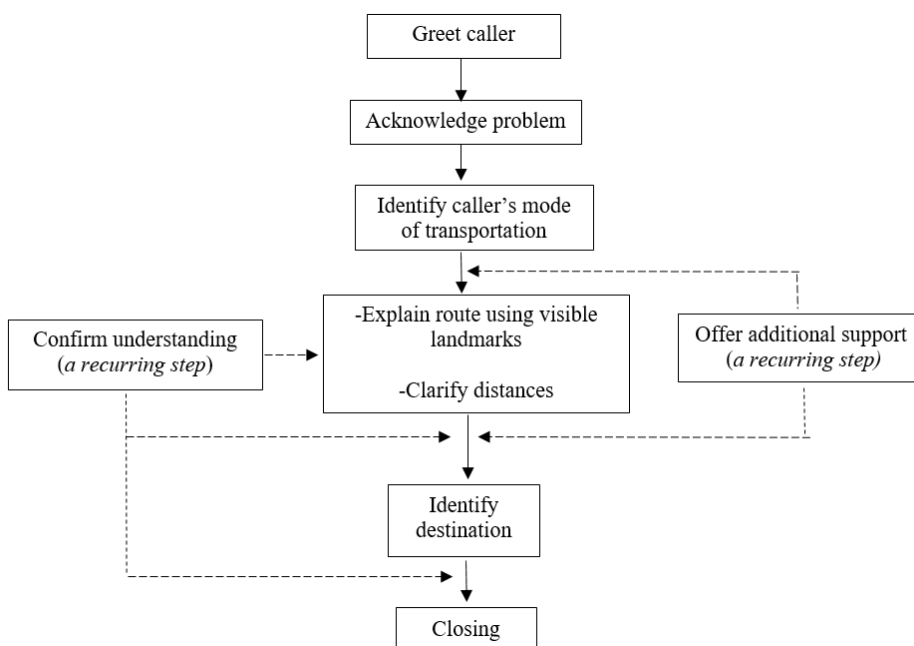 Greet caller
Acknowledge problem
Identify caller’s mode
of transportation
-Explain route using visible
landmarks
-Clarify distances
Confirm understanding
(a recurring step)
Offer additional support
(a recurring step)
Identify
destination
Closing